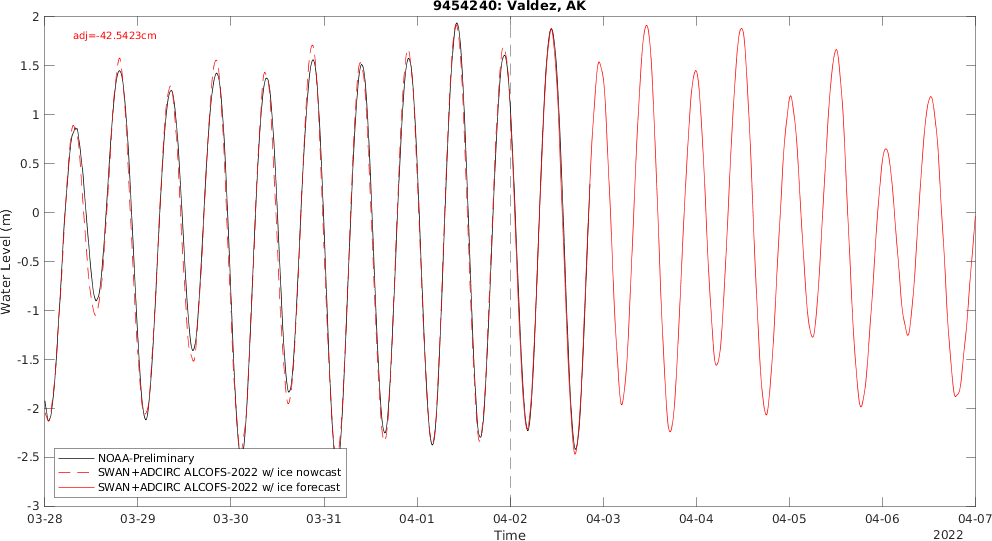 9454240: Valdez, AK
adj=-42.5423cm
2
1.5
1
0.5
0
-0.5
-1
-1.5
-2
-2.5
-3
Water Level (m)
NOAA-Preliminary
SWAN+ADCIRC ALCOFS-2022 w/ ice nowcast
SWAN+ADCIRC ALCOFS-2022 w/ ice forecast
03-28 03-29 03-30 03-31 04-01 04-02 04-03 04-04 04-05 04-06 04-07
Time
2022